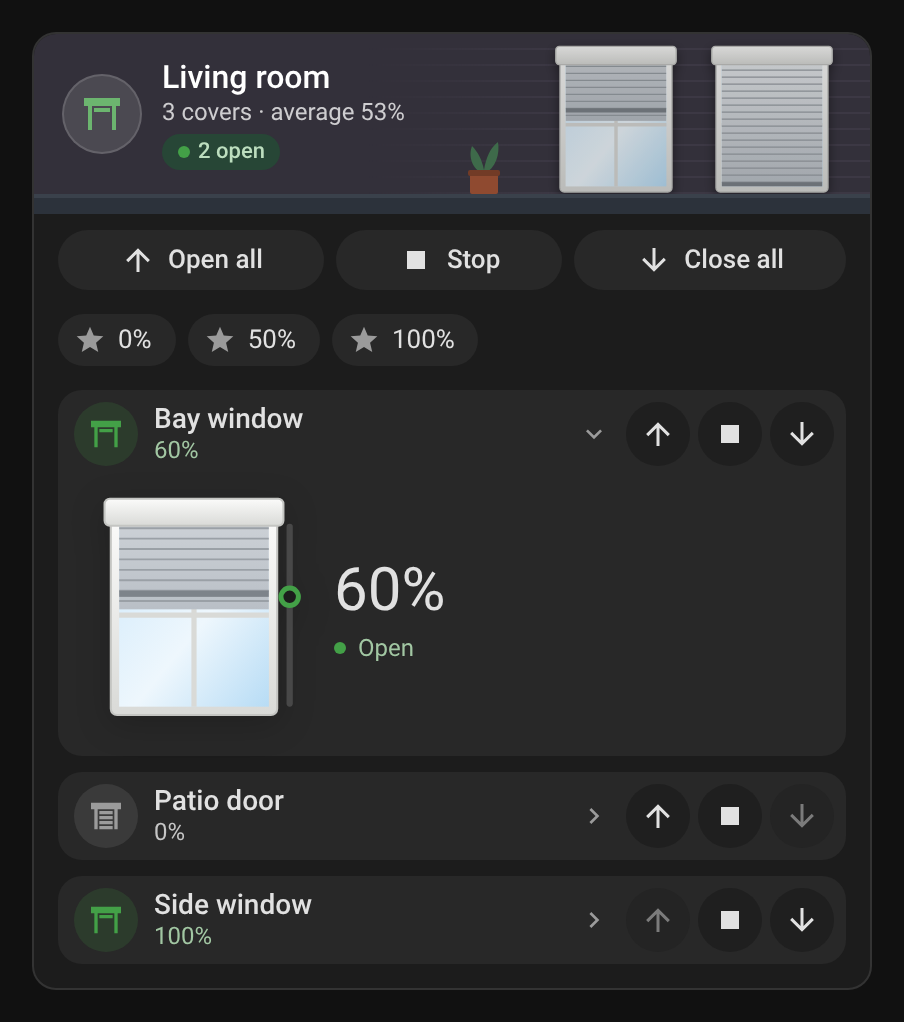 Living room
3 covers · average 53%
2 open
Open all
Stop
Close all
0%
50%
100%
Bay window
60%
60%
Open
Patio door
0%
Side window
100%